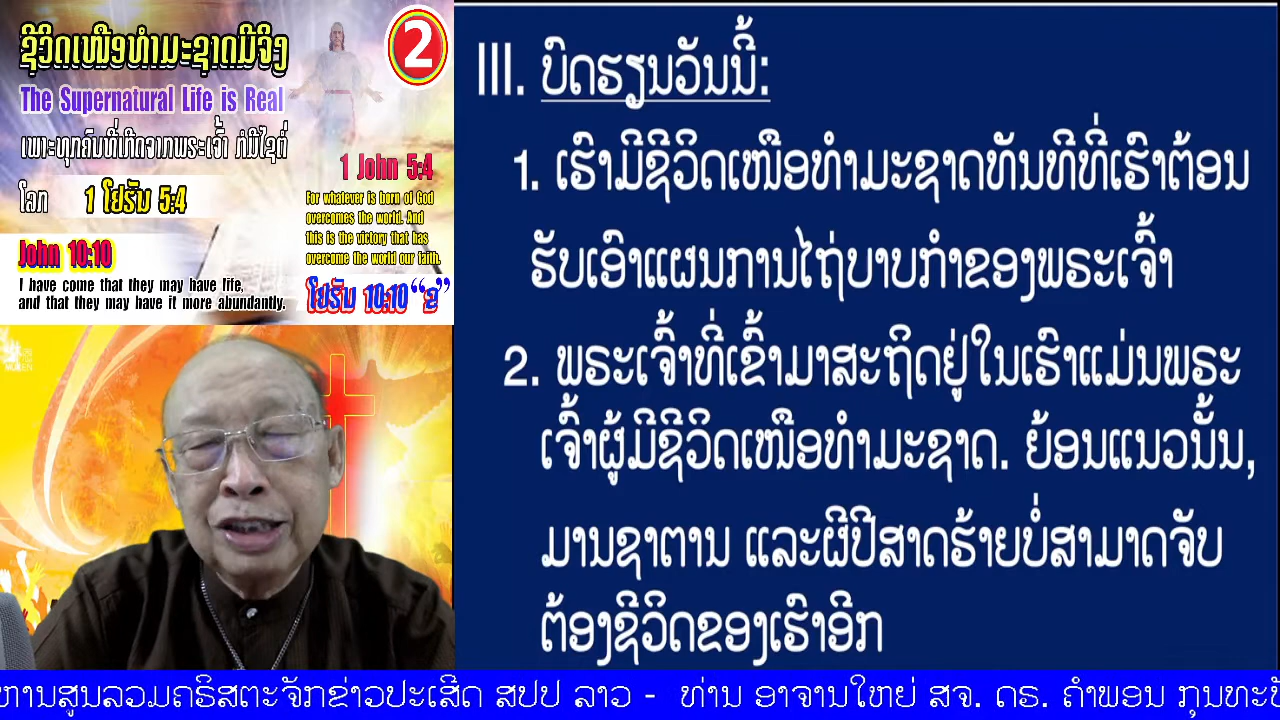 ຊີວິດເໜືອທຳມະຊາດມີຈິງ
2
The Supernatural Life is Real
ເພາະທຸກຄົນທີ່ເກີດຈາກພຣະເຈົ້າ ກໍມີໄຊຕໍ່
ໂລກ 1 ໂຢຮັນ 5:4
1 John 5:4
For whatever is born of God
overcomes the world. And
this is the victory that has
overcome the world our faith.
John 10:10
I have come that they may have life,
and that they may have it more abundantly.
ໂຢຮັນ 10:10 “ຂ”
III. ບົດຮຽນວັນນີ້:
1. ເຮົາມີຊີວິດເໜືອທຳມະຊາດທັນທີທີ່ເຮົາຕ້ອນ
ຮັບເອົາແຜນການໄຖ່ບາບກຳຂອງພຣະເຈົ້າ
2. ພຣະເຈົ້າທີ່ເຂົ້າມາສະຖິດຢູ່ໃນເຮົາແມ່ນພຣະ
ເຈົ້າຜູ້ມີຊີວິດເໜືອທຳມະຊາດ. ຍ້ອນແນວນັ້ນ,
ມານຊາຕານ ແລະຜີປີສາດຮ້າຍບໍ່ສາມາດຈັບ
ຕ້ອງຊີວິດຂອງເຮົາອີກ
ຫານສູນລວມຄຣິສຕະຈັກຂ່າວປະເສີດ ສປປ ລາວ - ທ່ານ ອາຈານໃຫຍ່ ສຈ. ດຣ. ຄຳພອນ ກຸນທະ